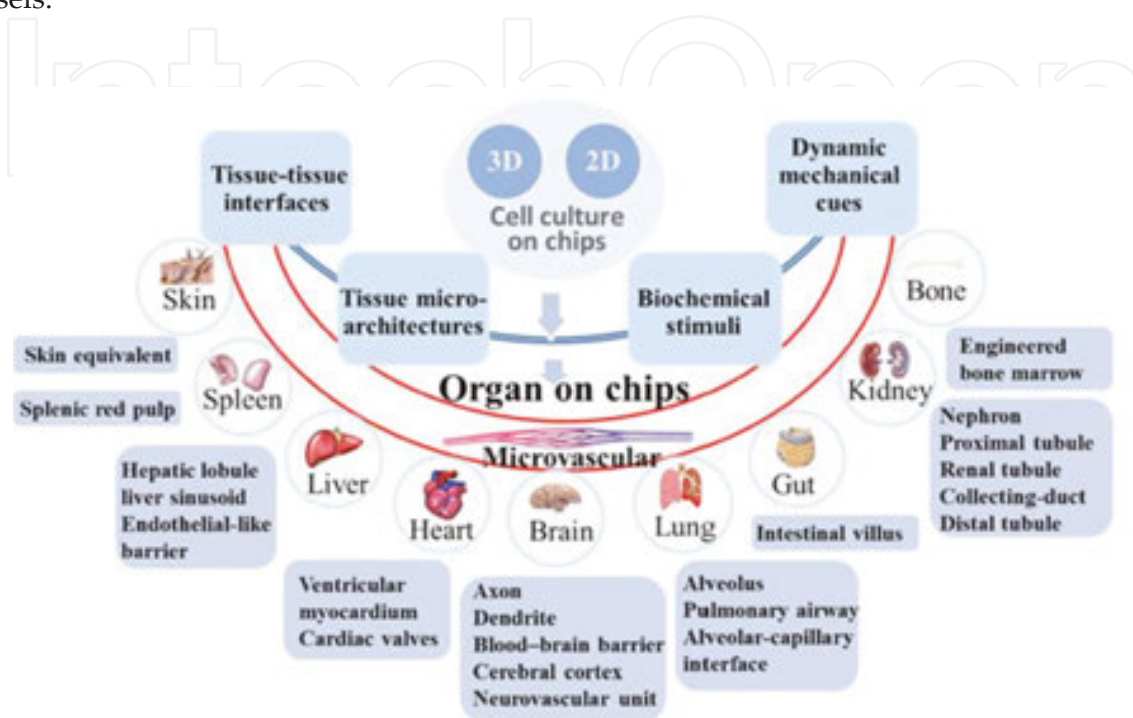 sels.
IntechOpen
3D
2D
Cell culture
on chips
Tissue-tissue
interfaces
Dynamic
mechanical
cues
Tissue micro-
architectures
Biochemical
stimuli
Organ on chips
Microvascular
Skin
Skin equivalent
Spleen
Splenic red pulp
Liver
Hepatic lobule
liver sinusoid
Endothelial-like
barrier
Heart
Ventricular
myocardium
Cardiac valves
Brain
Axon
Dendrite
Blood–brain barrier
Cerebral cortex
Neurovascular unit
Lung
Alveolus
Pulmonary airway
Alveolar-capillary
interface
Gut
Intestinal villus
Kidney
Nephron
Proximal tubule
Renal tubule
Collecting-duct
Distal tubule
Bone
Engineered
bone marrow